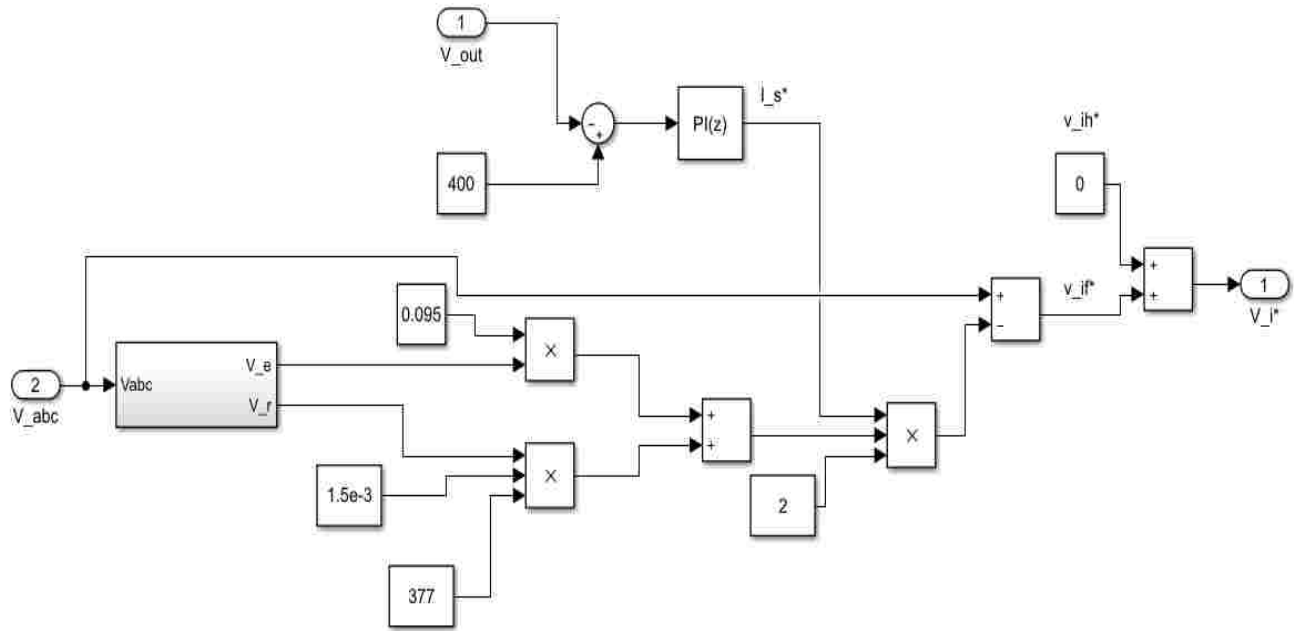 1
V_out
-
+
400
PI(z)
I_s*
v_ih*
0
+
+
1
V_i*
+
-
v_if*
0.095
X
2
V_abc
Vabc
V_e
V_r
X
1.5e-3
377
+
+
X
2